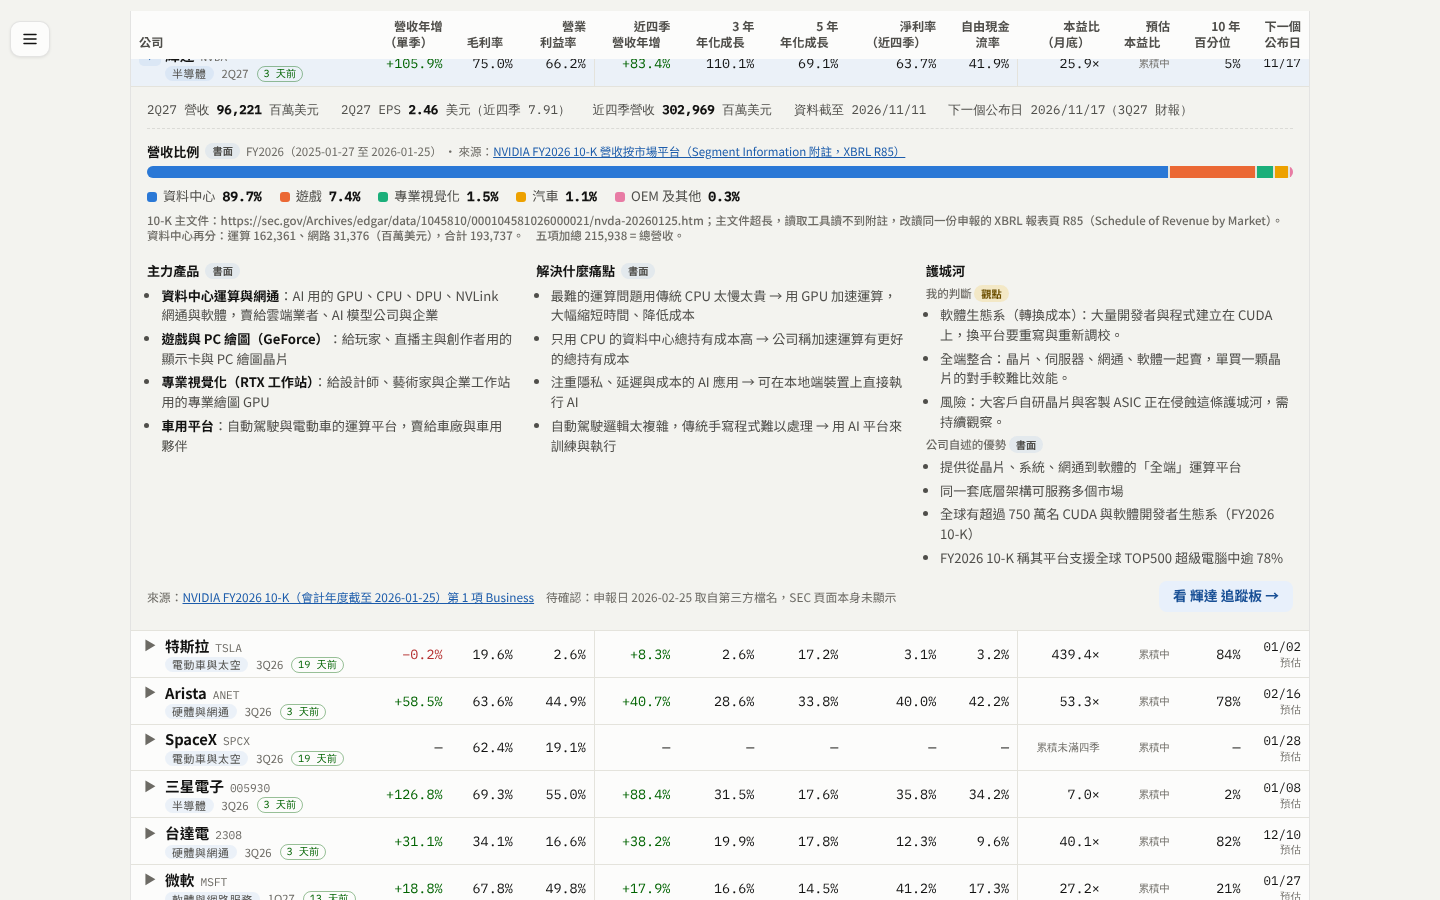 公司
營收年增
（單季）
毛利率
營業
利益率
近四季
營收年增
3 年
年化成長
5 年
年化成長
淨利率
（近四季）
自由現金
流率
本益比
（月底）
預估
本益比
10 年
百分位
下一個
公布日
半導體 2Q27 3 天前
+105.9% 75.0% 66.2% +83.4% 110.1% 69.1% 63.7% 41.9% 25.9× 累積中 5% 11/17
2Q27 營收 96,221 百萬美元 2Q27 EPS 2.46 美元（近四季 7.91） 近四季營收 302,969 百萬美元 資料截至 2026/11/11 下一個公布日 2026/11/17（3Q27 財報）
營收比例 書面 FY2026（2025-01-27 至 2026-01-25） · 來源：NVIDIA FY2026 10-K 營收按市場平台（Segment Information 附註，XBRL R85）
資料中心 89.7% 遊戲 7.4% 專業視覺化 1.5% 汽車 1.1% OEM 及其他 0.3%
10-K 主文件：https://sec.gov/Archives/edgar/data/1045810/000104581026000021/nvda-20260125.htm；主文件超長，讀取工具讀不到附註，改讀同一份申報的 XBRL 報表頁 R85（Schedule of Revenue by Market）。
資料中心再分：運算 162,361、網路 31,376（百萬美元），合計 193,737。 五項加總 215,938 = 總營收。
主力產品 書面
• 資料中心運算與網通：AI 用的 GPU、CPU、DPU、NVLink
網通與軟體，賣給雲端業者、AI 模型公司與企業
• 遊戲與 PC 繪圖（GeForce）：給玩家、直播主與創作者用的
顯示卡與 PC 繪圖晶片
• 專業視覺化（RTX 工作站）：給設計師、藝術家與企業工作站
用的專業繪圖 GPU
• 車用平台：自動駕駛與電動車的運算平台，賣給車廠與車用
夥伴
解決什麼痛點 書面
• 最難的運算問題用傳統 CPU 太慢太貴 → 用 GPU 加速運算，
大幅縮短時間、降低成本
• 只用 CPU 的資料中心總持有成本高 → 公司稱加速運算有更好
的總持有成本
• 注重隱私、延遲與成本的 AI 應用 → 可在本地端裝置上直接執
行 AI
• 自動駕駛邏輯太複雜，傳統手寫程式難以處理 → 用 AI 平台來
訓練與執行
護城河
我的判斷 觀點
• 軟體生態系（轉換成本）：大量開發者與程式建立在 CUDA
上，換平台要重寫與重新調校。
• 全端整合：晶片、伺服器、網通、軟體一起賣，單買一顆晶
片的對手較難比效能。
• 風險：大客戶自研晶片與客製 ASIC 正在侵蝕這條護城河，需
持續觀察。
公司自述的優勢 書面
• 提供從晶片、系統、網通到軟體的「全端」運算平台
• 同一套底層架構可服務多個市場
• 全球有超過 750 萬名 CUDA 與軟體開發者生態系（FY2026
10-K）
• FY2026 10-K 稱其平台支援全球 TOP500 超級電腦中逾 78%
來源：NVIDIA FY2026 10-K（會計年度截至 2026-01-25）第 1 項 Business 待確認：申報日 2026-02-25 取自第三方檔名，SEC 頁面本身未顯示
看 輝達 追蹤板 →
▶ 特斯拉 TSLA
電動車與太空 3Q26 19 天前
−0.2% 19.6% 2.6% +8.3% 2.6% 17.2% 3.1% 3.2% 439.4× 累積中 84% 01/02
預估
▶ Arista ANET
硬體與網通 3Q26 3 天前
+58.5% 63.6% 44.9% +40.7% 28.6% 33.8% 40.0% 42.2% 53.3× 累積中 78% 02/16
預估
▶ SpaceX SPCX
電動車與太空 3Q26 19 天前
— 62.4% 19.1% — — — — — 累積未滿四季 累積中 — 01/28
預估
▶ 三星電子 005930
半導體 3Q26 3 天前
+126.8% 69.3% 55.0% +88.4% 31.5% 17.6% 35.8% 34.2% 7.0× 累積中 2% 01/08
預估
▶ 台達電 2308
硬體與網通 3Q26 3 天前
+31.1% 34.1% 16.6% +38.2% 19.9% 17.8% 12.3% 9.6% 40.1× 累積中 82% 12/10
預估
▶ 微軟 MSFT
軟體與網路服務 1Q27 13 天前
+18.8% 67.8% 49.8% +17.9% 16.6% 14.5% 41.2% 17.3% 27.2× 累積中 21% 01/27
預估